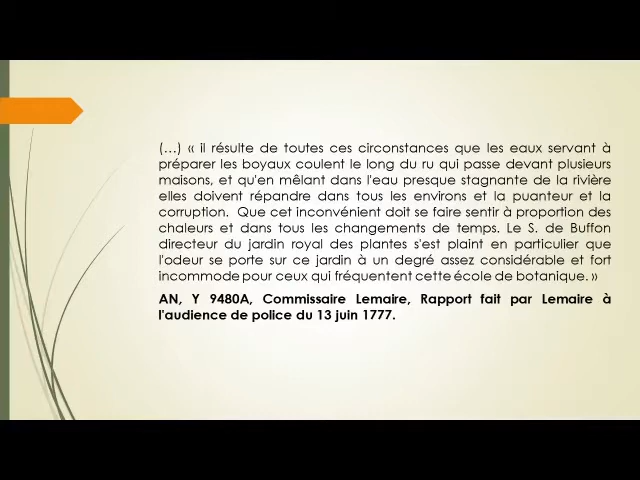 (…) « il résulte de toutes ces circonstances que les eaux servant à
préparer les boyaux coulent le long du ru qui passe devant plusieurs
maisons, et qu'en mêlant dans l'eau presque stagnante de la rivière
elles doivent répandre dans tous les environs et la puanteur et la
corruption.  Que cet inconvénient doit se faire sentir à proportion des
chaleurs et dans tous les changements de temps. Le S. de Buffon
directeur du jardin royal des plantes s'est plaint en particulier que
l'odeur se porte sur ce jardin à un degré assez considérable et fort
incommode pour ceux qui fréquentent cette école de botanique. »
AN, Y 9480A, Commissaire Lemaire, Rapport fait par Lemaire à
l'audience de police du 13 juin 1777.